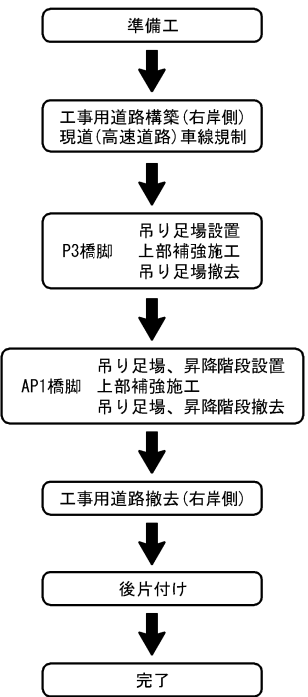 準備工
工事用道路構築(右岸側)
現道(高速道路)車線規制
吊り足場設置
P3橋脚 上部補強施工
吊り足場撤去
吊り足場、昇降階段設置
AP1橋脚 上部補強施工
吊り足場、昇降階段撤去
工事用道路撤去(右岸側)
後片付け
完了